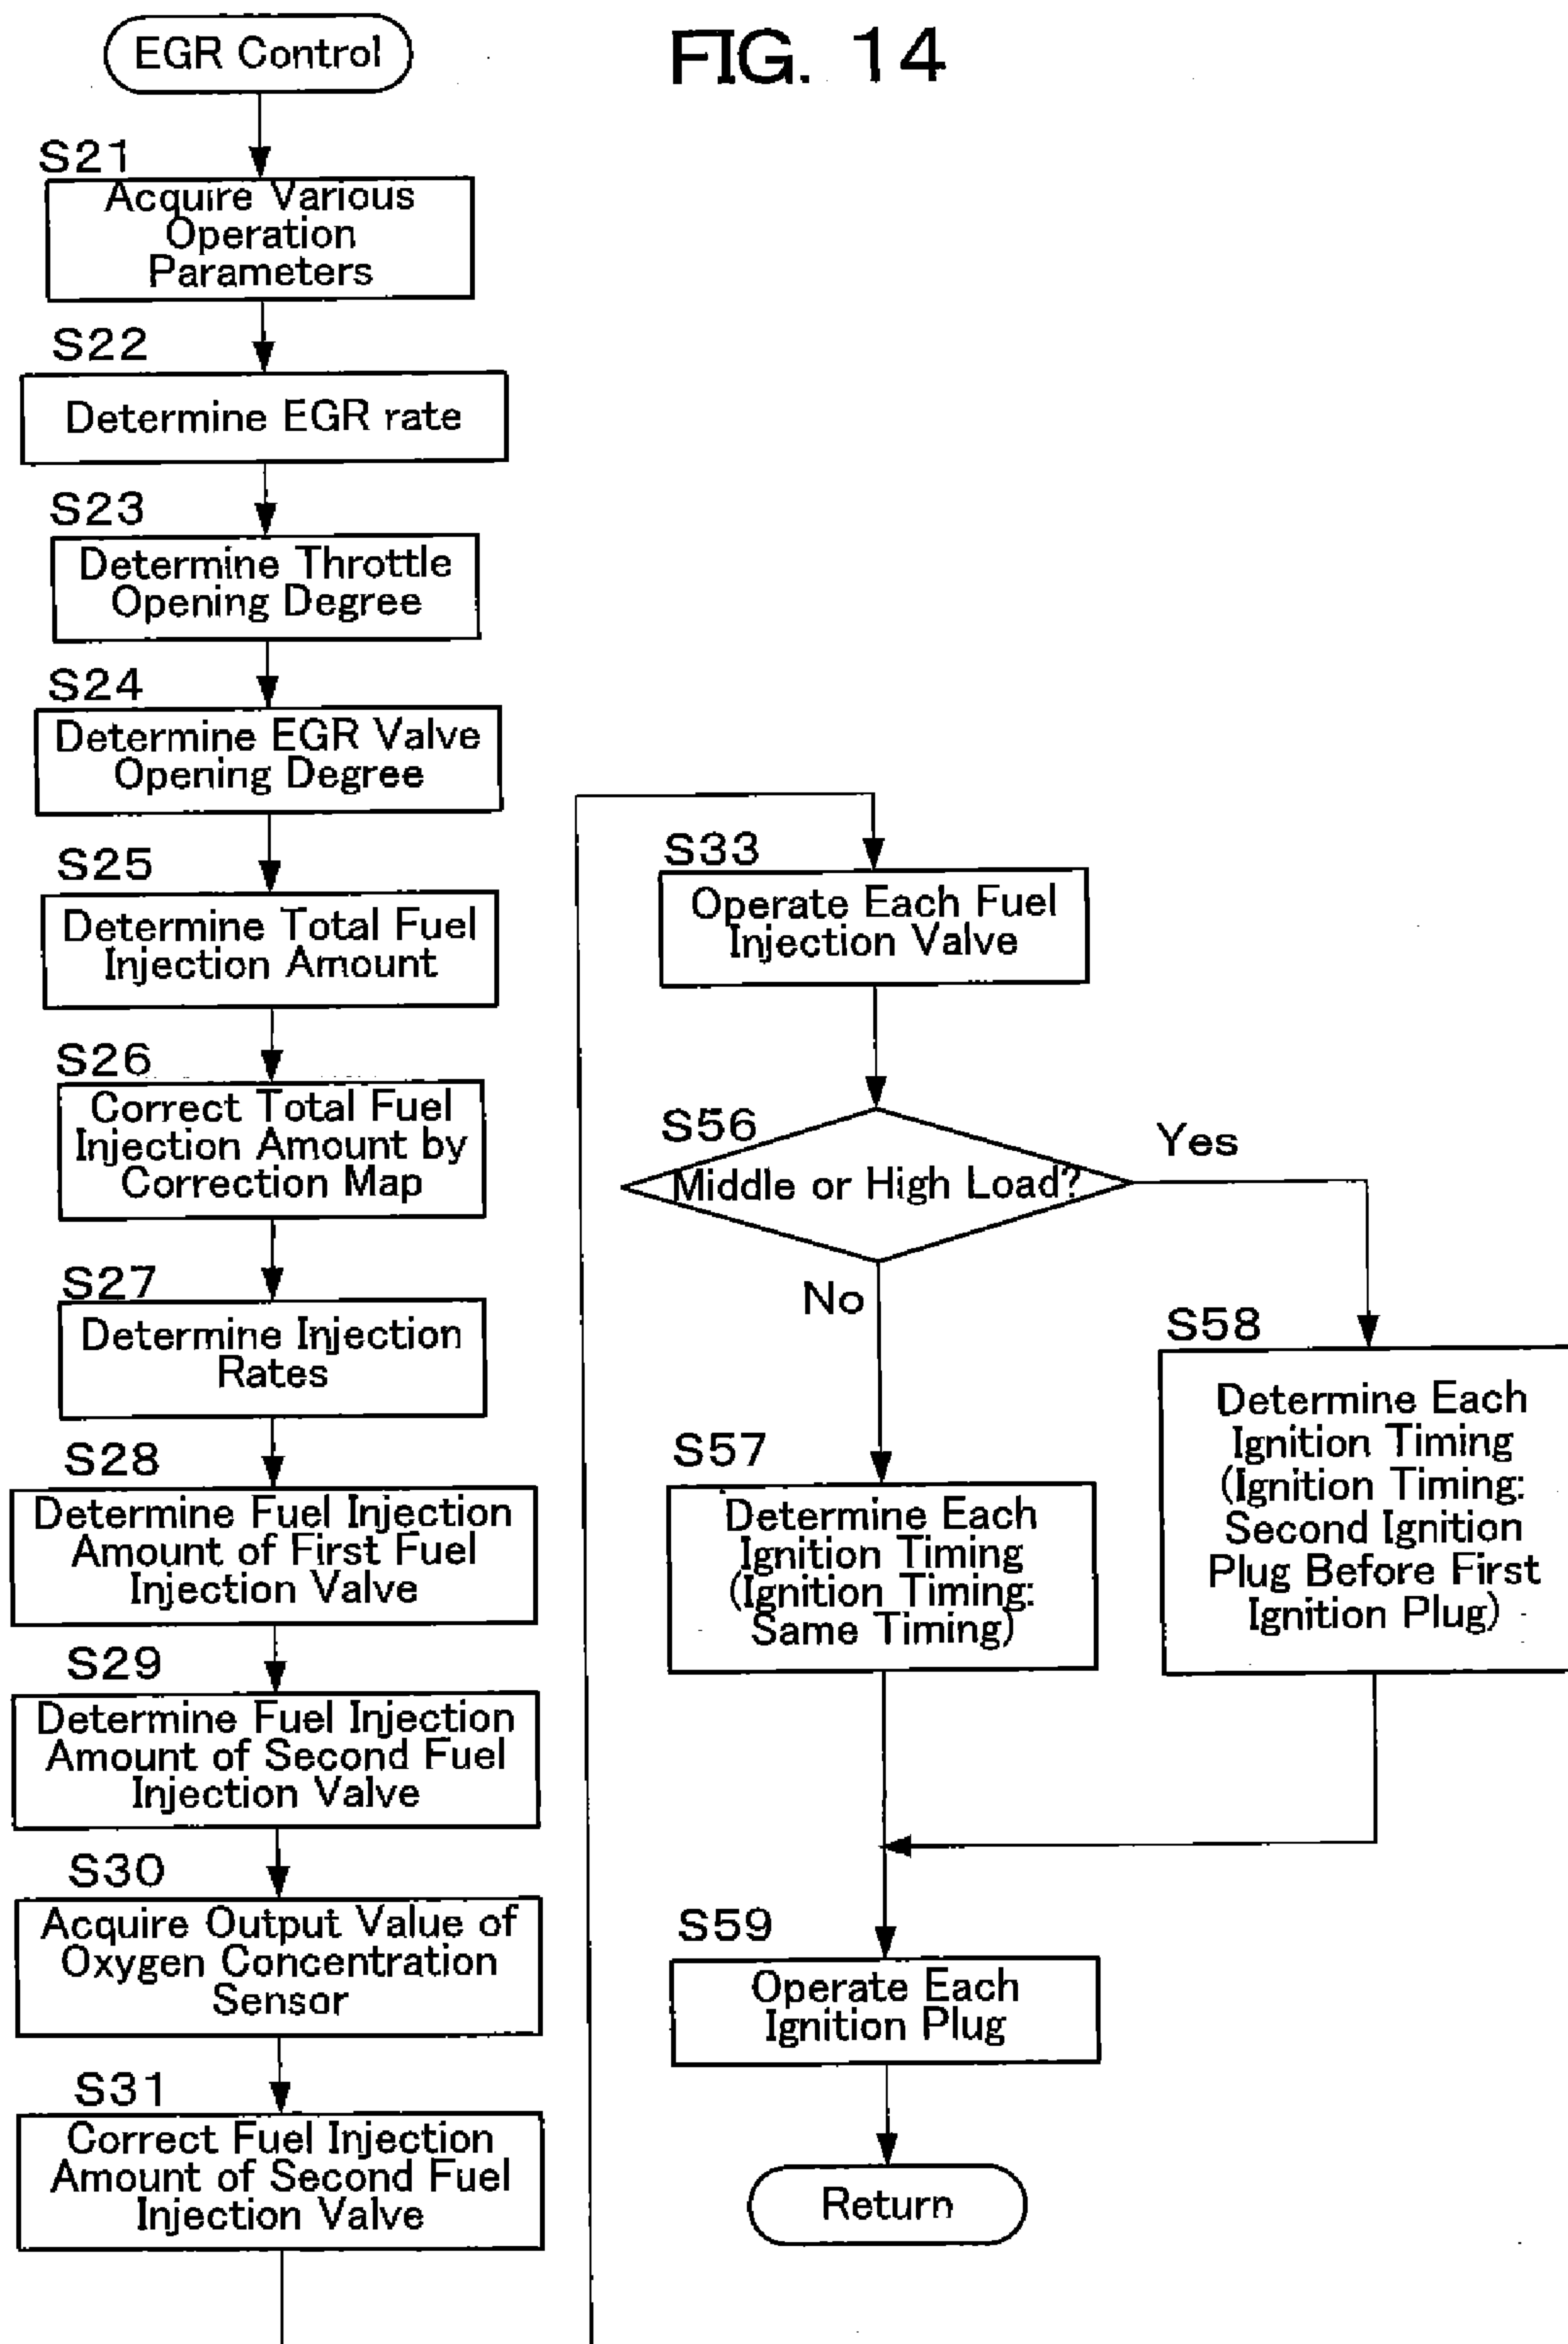 EGR Control
FIG. 14
S21
Acquire Various
Operation
Parameters
S22
Determine EGR rate
S23
Determine Throttle
Opening Degree
S24
Determine EGR Valve
Opening Degree
S25
Determine Total Fuel
Injection Amount
S26
Correct Total Fuel
Injection Amount by
Correction Map
S27
Determine Injection
Rates
S28
Determine Fuel Injection
Amount of First Fuel
Injection Valve
S29
Determine Fuel Injection
Amount of Second Fuel
Injection Valve
S30
Acquire Output Value of
Oxygen Concentration
Sensor
S31
Correct Fuel Injection
Amount of Second Fuel
Injection Valve
S33
Operate Each Fuel
Injection Valve
S56
Middle or High Load?
Yes
No
S57
Determine Each
Ignition Timing
(Ignition Timing:
Same Timing)
S58
Determine Each
Ignition Timing
(Ignition Timing:
Second Ignition
Plug Before First
Ignition Plug)
S59
Operate Each
Ignition Plug
Return